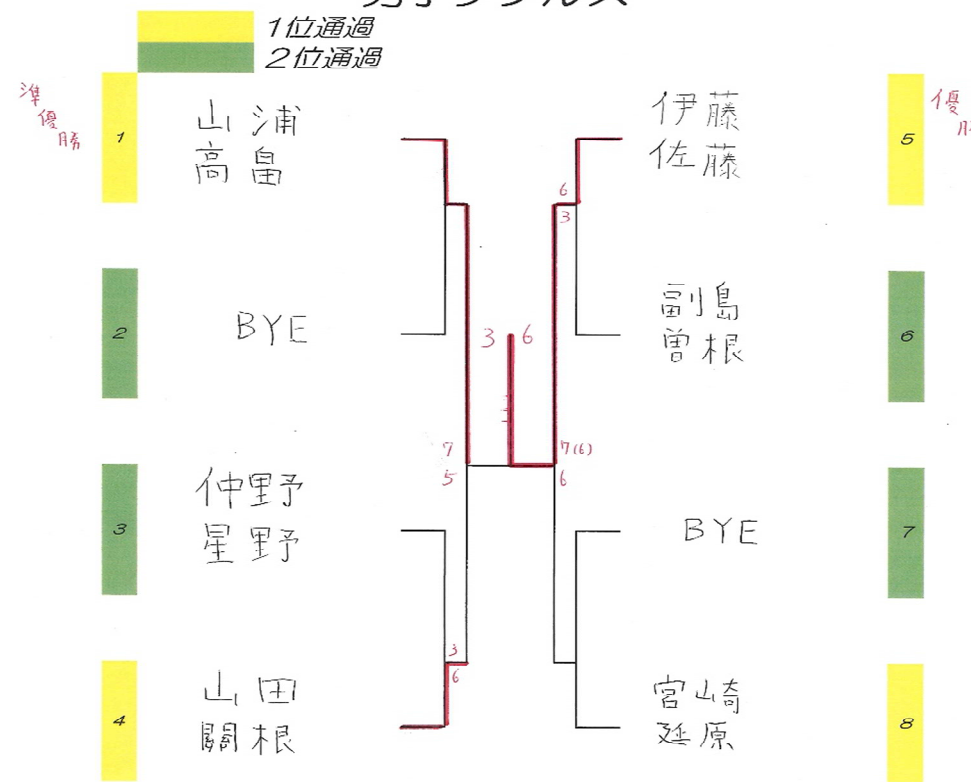 1位通過
2位通過
準優勝
1
山浦
高畠
2
BYE
3
仲野
星野
4
山田
關根
7
5
3
6
3 6
6
3
7(6)
6
伊藤
佐藤
5
優勝
副島
曽根
6
BYE
7
宮崎
延原
8